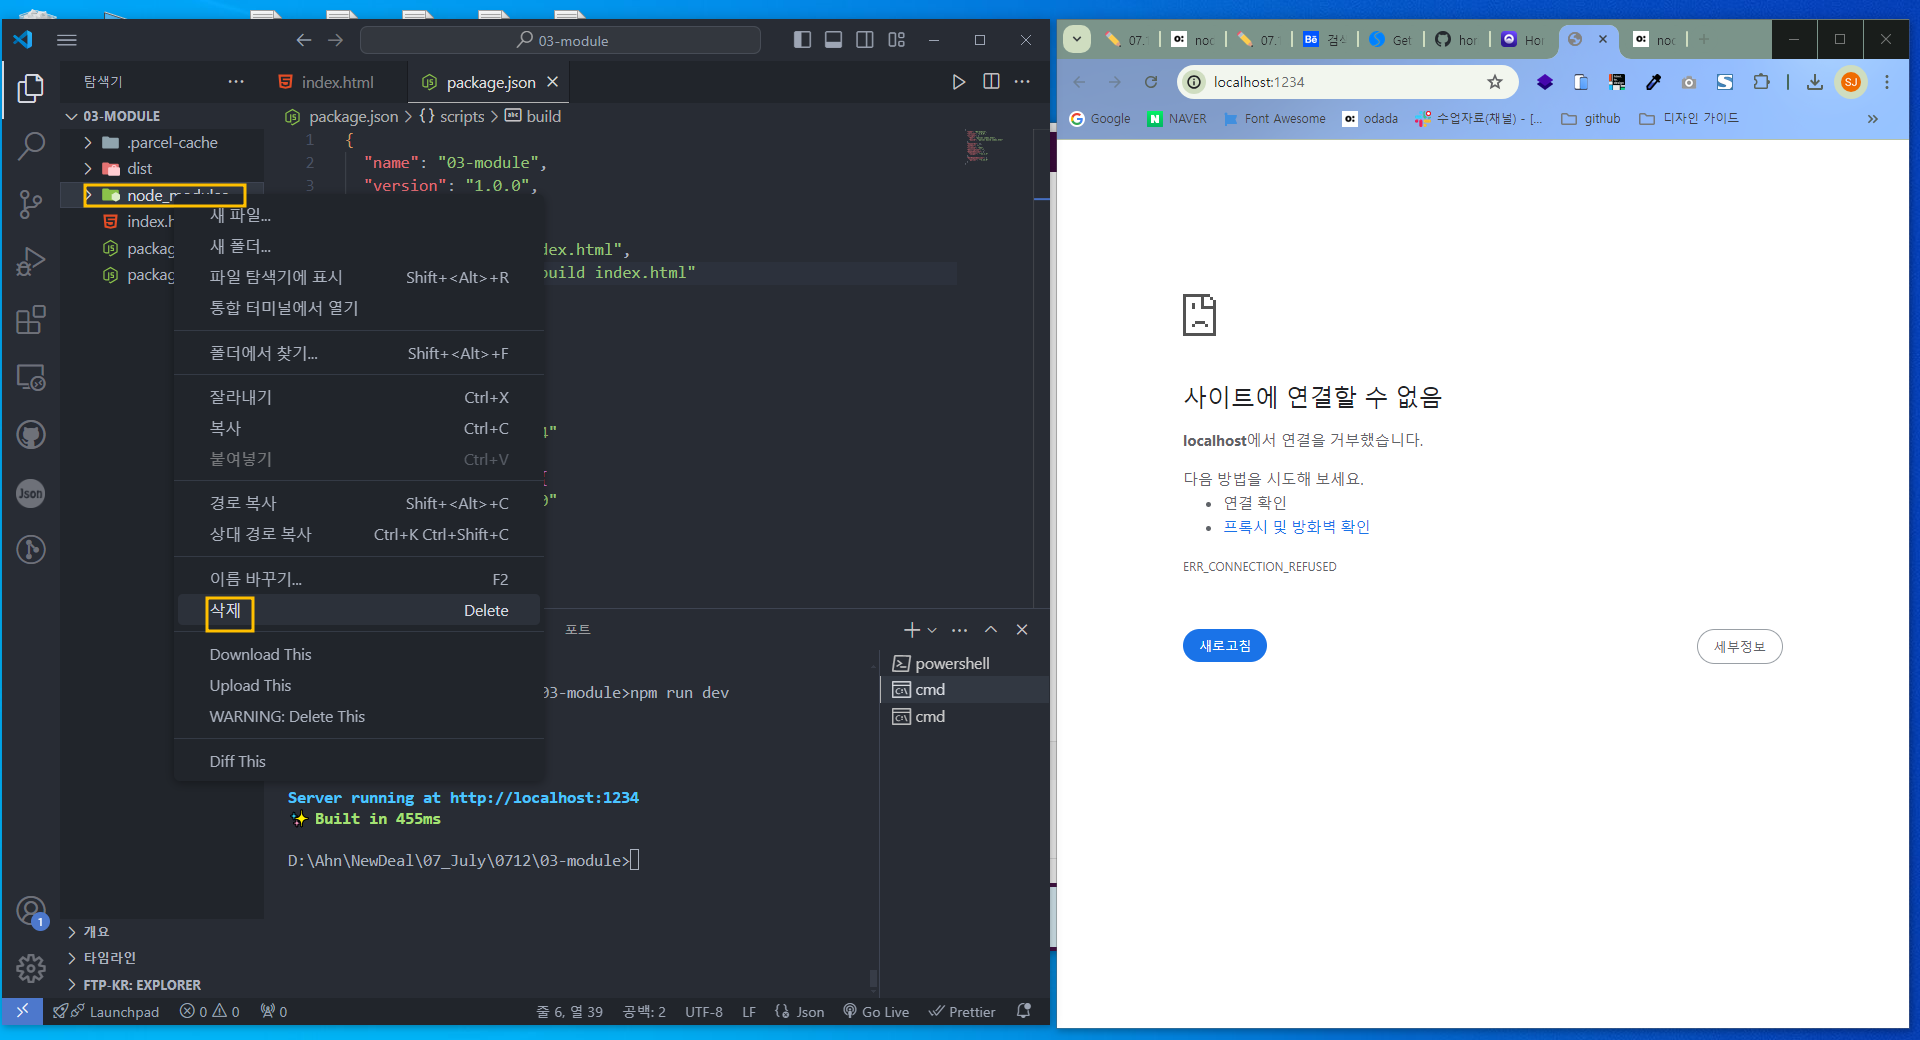 03-module
탐색기
index.html
package.json
03-MODULE
.parcel-cache
dist
index.h
packag
packag
package.json > {} scripts > build
1 {
2 "name": "03-module",
3 "version": "1.0.0",
dex.html",
build index.html"
새 파일...
새 폴더...
파일 탐색기에 표시 Shift+<Alt>+R
통합 터미널에서 열기
폴더에서 찾기... Shift+<Alt>+F
잘라내기 Ctrl+X
복사 Ctrl+C
붙여넣기 Ctrl+V
경로 복사 Shift+<Alt>+C
상대 경로 복사 Ctrl+K Ctrl+Shift+C
이름 바꾸기... F2
삭제 Delete
Download This
Upload This
WARNING: Delete This
Diff This
포트
powershell
cmd
cmd
03-module>npm run dev
Server running at http://localhost:1234
✨ Built in 455ms
D:\Ahn\NewDeal\07_July\0712\03-module>
Json
1
개요
타임라인
FTP-KR: EXPLORER
Launchpad 0 0 0 줄 6, 열 39 공백: 2 UTF-8 LF Json Go Live Prettier
07. noc 07. 검색 Get hor Ho noc
localhost:1234
SJ
Google NAVER Font Awesome odada 수업자료(채널) - [... github 디자인 가이드
사이트에 연결할 수 없음
localhost에서 연결을 거부했습니다.
다음 방법을 시도해 보세요.
• 연결 확인
• 프록시 및 방화벽 확인
ERR_CONNECTION_REFUSED
새로고침 세부정보